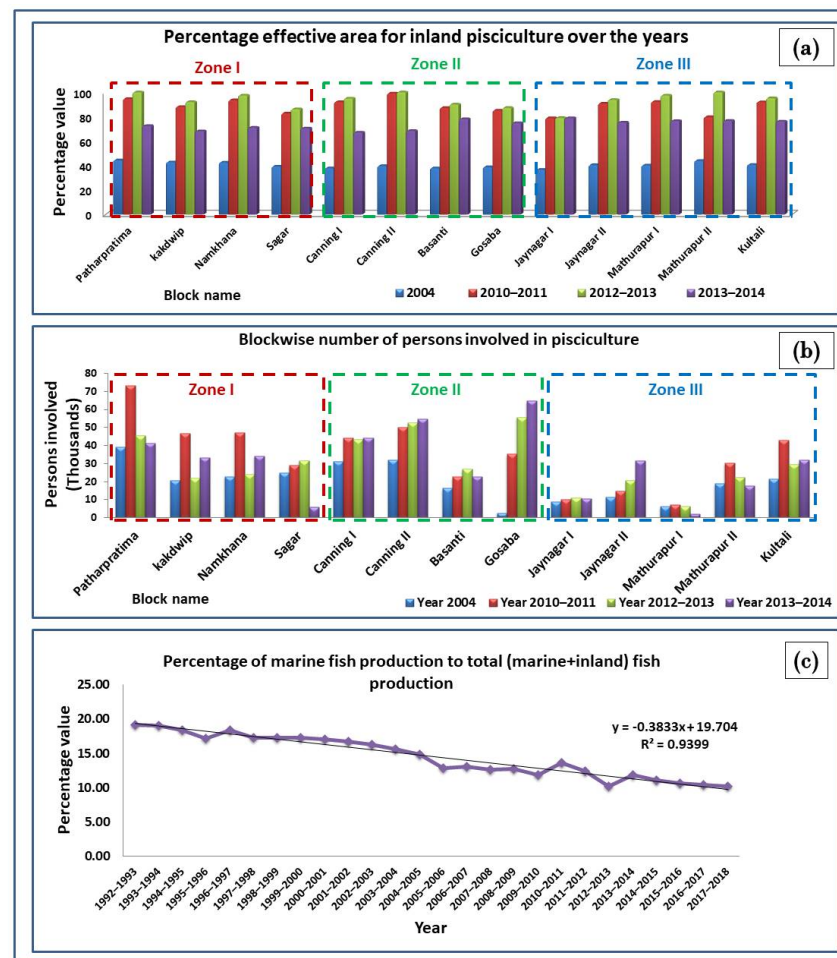 Percentage effective area for inland pisciculture over the years
(a)
Zone I
Zone II
Zone III
Percentage value
100
80
60
40
20
0
Patharpratima
kakdwip
Namkhana
Sagar
Canning I
Canning II
Basanti
Gosaba
Jaynagar I
Jaynagar II
Mathurapur I
Mathurapur II
Kultali
Block name
2004
2010–2011
2012–2013
2013–2014
Blockwise number of persons involved in pisciculture
(b)
Zone I
Zone II
Zone III
Persons involved
(Thousands)
80
70
60
50
40
30
20
10
0
Patharpratima
kakdwip
Namkhana
Sagar
Canning I
Canning II
Basanti
Gosaba
Jaynagar I
Jaynagar II
Mathurapur I
Mathurapur II
Kultali
Block name
Year 2004
Year 2010–2011
Year 2012–2013
Year 2013–2014
Percentage of marine fish production to total (marine+inland) fish
production
(c)
Percentage value
25.00
20.00
15.00
10.00
5.00
0.00
y = -0.3833x + 19.704
R² = 0.9399
1992–1993
1993–1994
1994–1995
1995–1996
1996–1997
1997–1998
1998–1999
1999–2000
2000–2001
2001–2002
2002–2003
2003–2004
2004–2005
2005–2006
2006–2007
2007–2008
2008–2009
2009–2010
2010–2011
2011–2012
2012–2013
2013–2014
2014–2015
2015–2016
2016–2017
2017–2018
Year